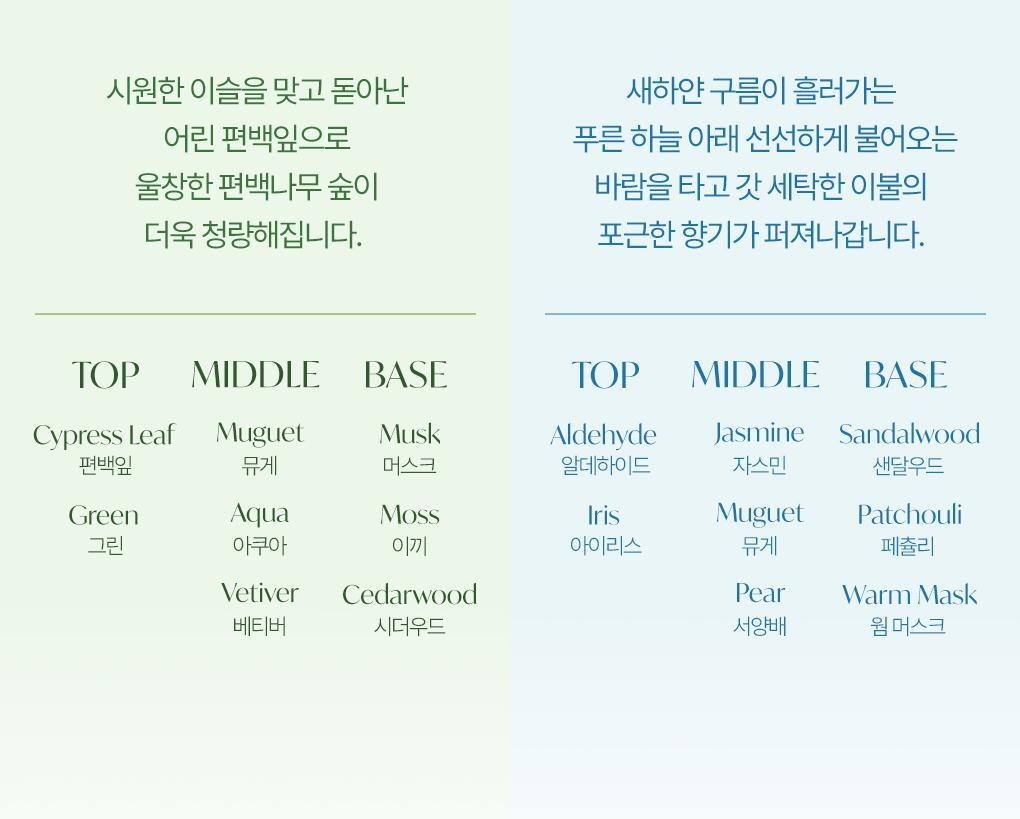 시원한 이슬을 맞고 돋아난
어린 편백잎으로
울창한 편백나무 숲이
더욱 청량해집니다.
TOP MIDDLE BASE
Cypress Leaf Muguet Musk
편백잎 뮤게 머스크
Green Aqua Moss
그린 아쿠아 이끼
Vetiver Cedarwood
베티버 시더우드
새하얀 구름이 흘러가는
푸른 하늘 아래 선선하게 불어오는
바람을 타고 갓 세탁한 이불의
포근한 향기가 퍼져나갑니다.
TOP MIDDLE BASE
Aldehyde Jasmine Sandalwood
알데하이드 자스민 샌달우드
Iris Muguet Patchouli
아이리스 뮤게 페츌리
Pear Warm Mask
서양배 웜 머스크